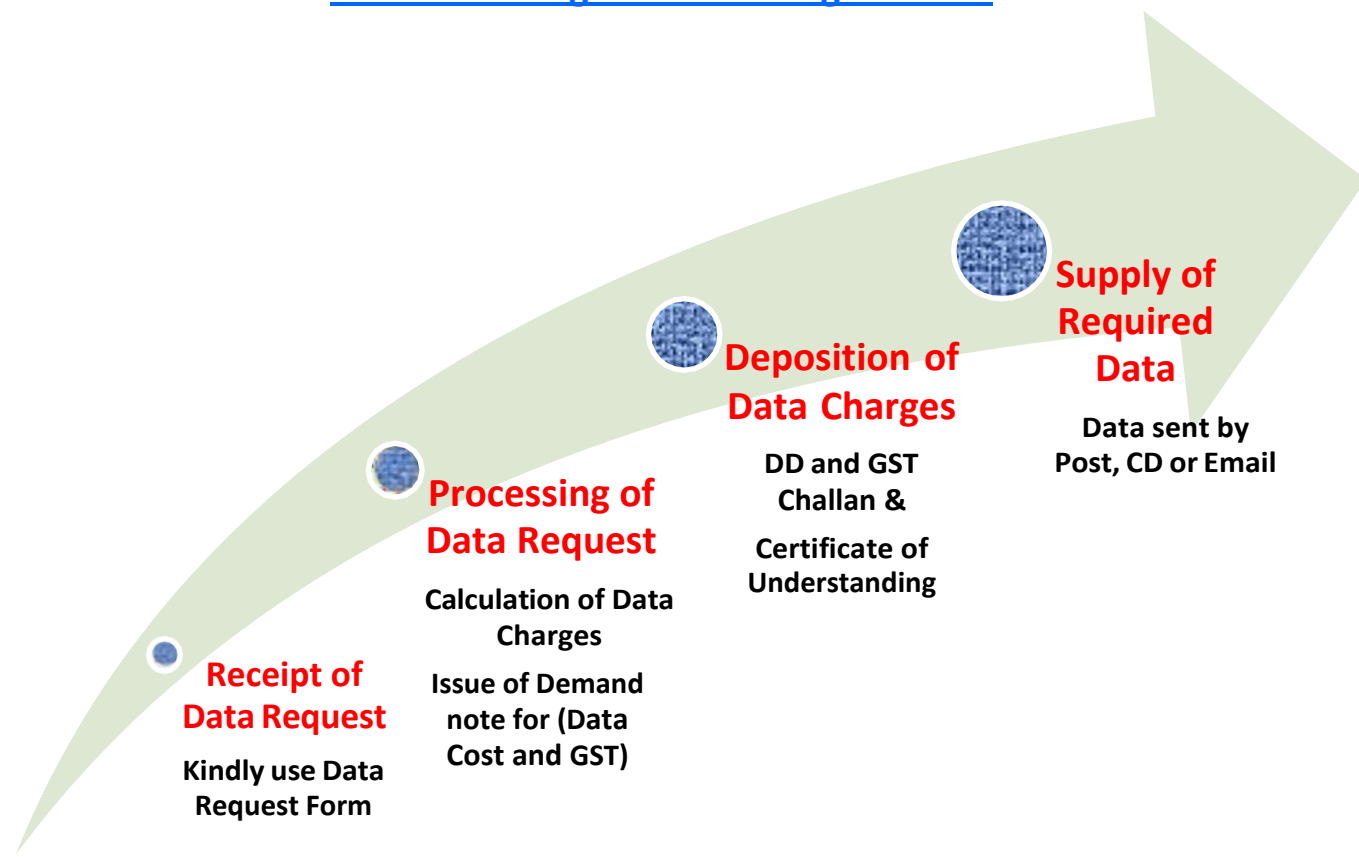 Receipt of
Data Request
Kindly use Data
Request Form
Processing of
Data Request
Calculation of Data
Charges
Issue of Demand
note for (Data
Cost and GST)
Deposition of
Data Charges
DD and GST
Challan &
Certificate of
Understanding
Supply of
Required
Data
Data sent by
Post, CD or Email